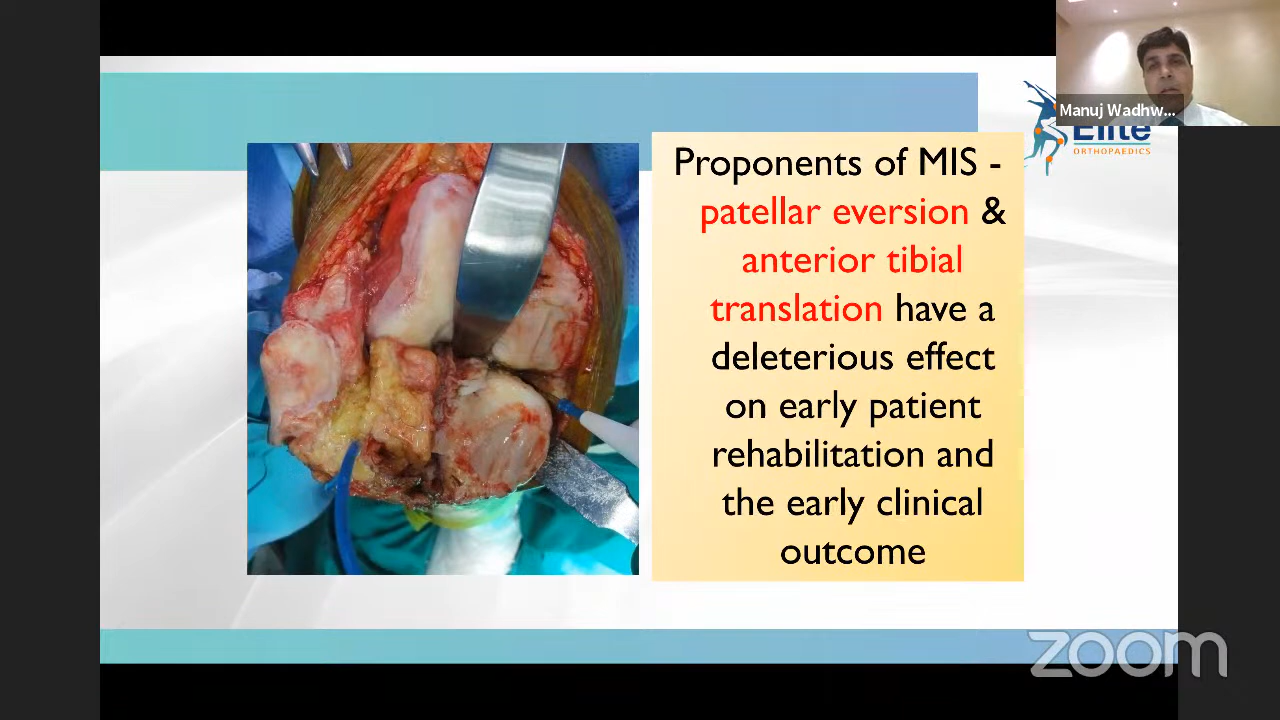 Manuj Wadhw...
Elite
ORTHOPAEDICS
Proponents of MIS -
patellar eversion &
anterior tibial
translation have a
deleterious effect
on early patient
rehabilitation and
the early clinical
outcome
zoom